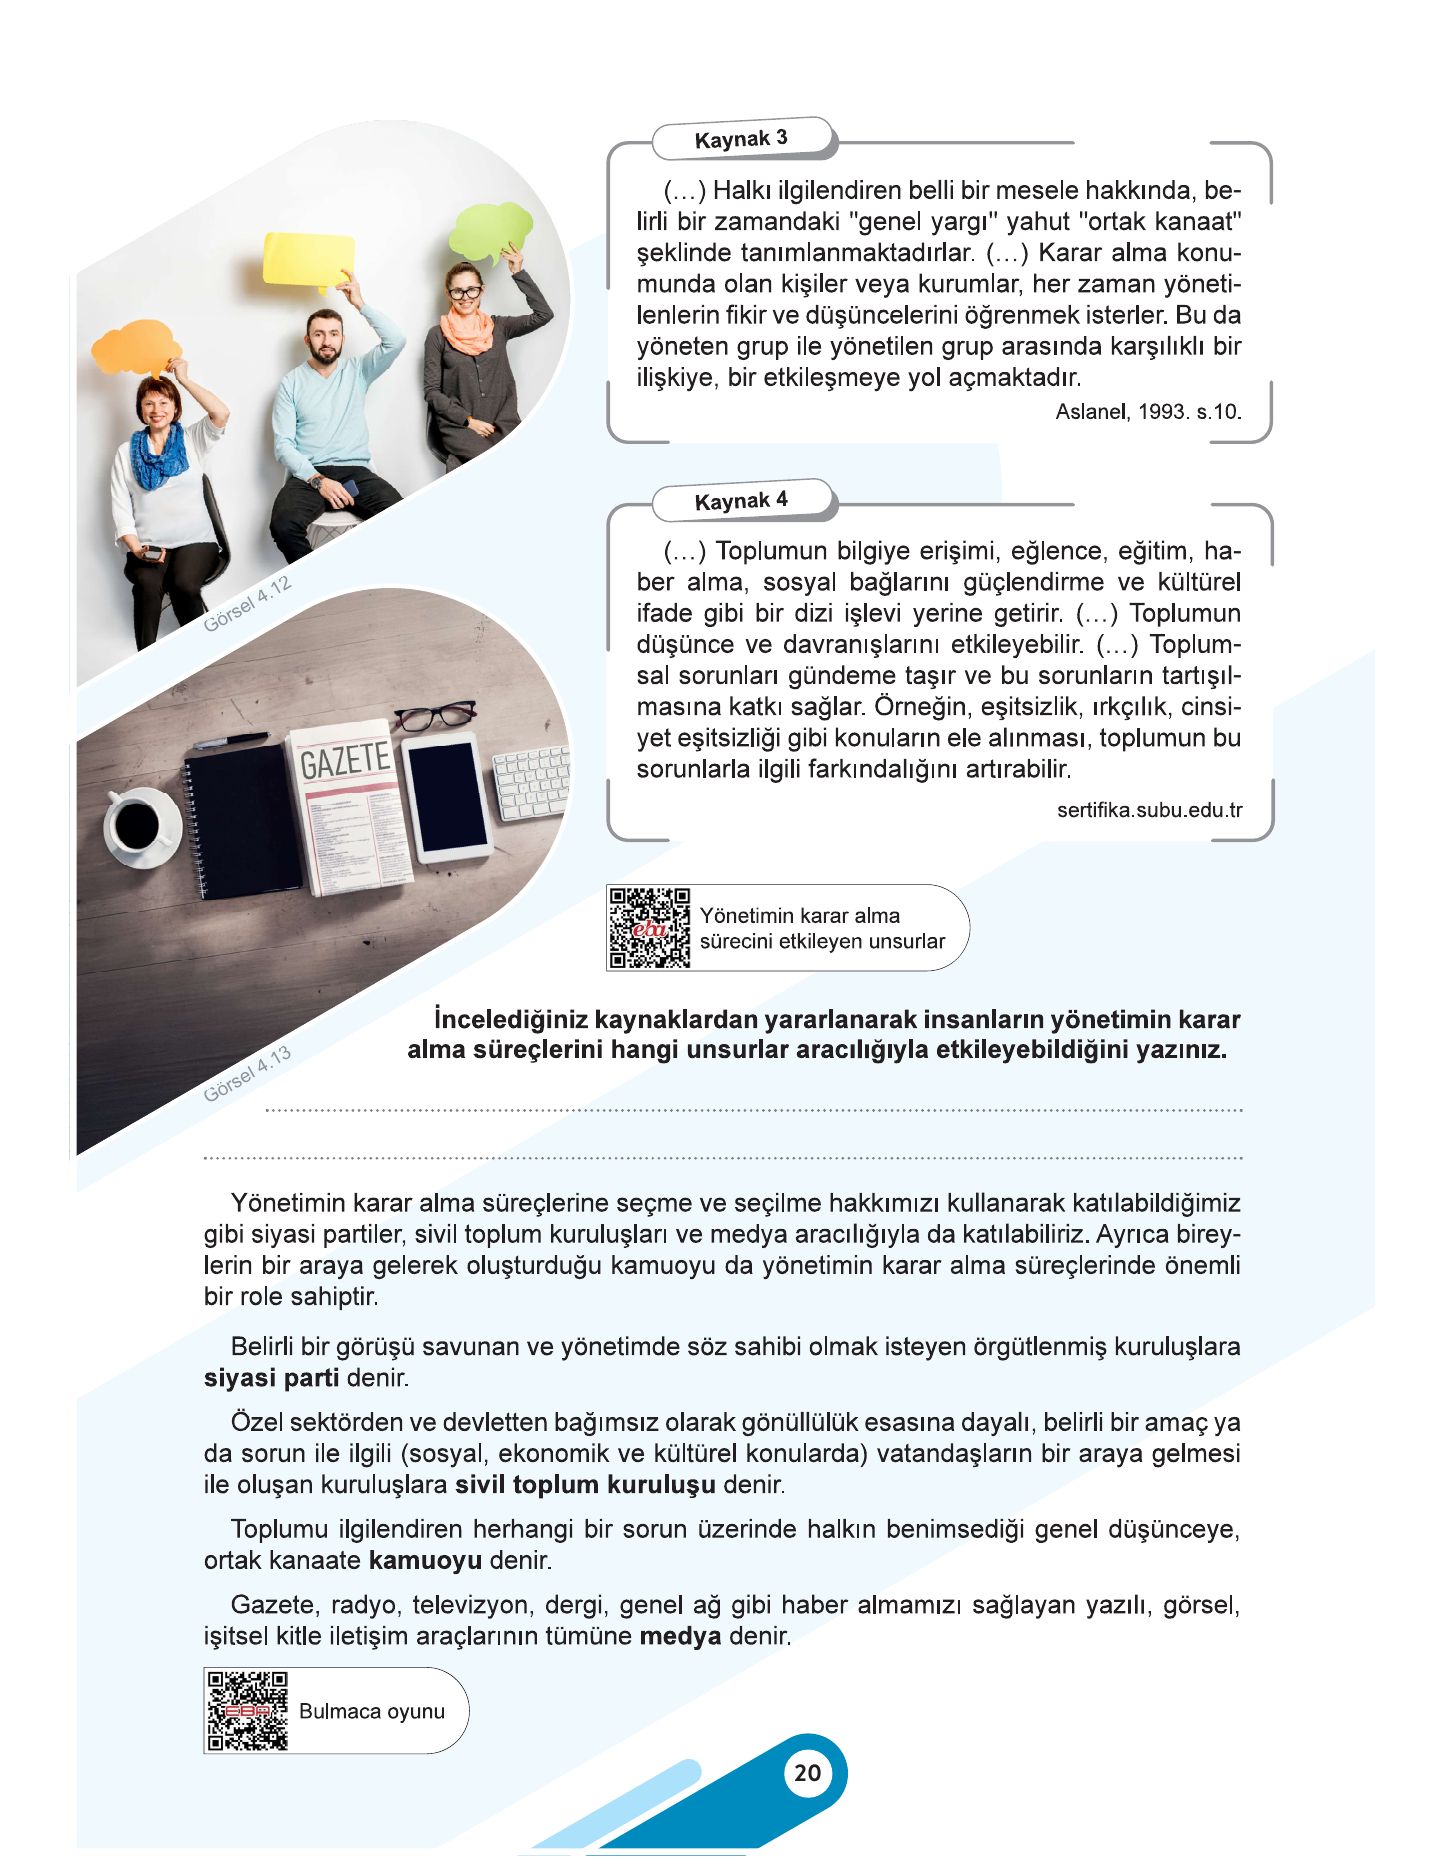 Kaynak 3
(...) Halkı ilgilendiren belli bir mesele hakkında, be-
lirli bir zamandaki "genel yargı" yahut "ortak kanaat"
şeklinde tanımlanmaktadırlar. (...) Karar alma konu-
munda olan kişiler veya kurumlar, her zaman yöneti-
lenlerin fikir ve düşüncelerini öğrenmek isterler. Bu da
yöneten grup ile yönetilen grup arasında karşılıklı bir
ilişkiye, bir etkileşmeye yol açmaktadır.
Aslanel, 1993. s.10.
Görsel 4.12
Kaynak 4
(...) Toplumun bilgiye erişimi, eğlence, eğitim, ha-
ber alma, sosyal bağlarını güçlendirme ve kültürel
ifade gibi bir dizi işlevi yerine getirir. (...) Toplumun
düşünce ve davranışlarını etkileyebilir. (...) Toplum-
sal sorunları gündeme taşır ve bu sorunların tartışıl-
masına katkı sağlar. Örneğin, eşitsizlik, ırkçılık, cinsi-
yet eşitsizliği gibi konuların ele alınması, toplumun bu
sorunlarla ilgili farkındalığını artırabilir.
sertifika.subu.edu.tr
GAZETE
Görsel 4.13
eba
Yönetimin karar alma
sürecini etkileyen unsurlar
İncelediğiniz kaynaklardan yararlanarak insanların yönetimin karar
alma süreçlerini hangi unsurlar aracılığıyla etkileyebildiğini yazınız.
Yönetimin karar alma süreçlerine seçme ve seçilme hakkımızı kullanarak katılabildiğimiz
gibi siyasi partiler, sivil toplum kuruluşları ve medya aracılığıyla da katılabiliriz. Ayrıca birey-
lerin bir araya gelerek oluşturduğu kamuoyu da yönetimin karar alma süreçlerinde önemli
bir role sahiptir.
Belirli bir görüşü savunan ve yönetimde söz sahibi olmak isteyen örgütlenmiş kuruluşlara
siyasi parti denir.
Özel sektörden ve devletten bağımsız olarak gönüllülük esasına dayalı, belirli bir amaç ya
da sorun ile ilgili (sosyal, ekonomik ve kültürel konularda) vatandaşların bir araya gelmesi
ile oluşan kuruluşlara sivil toplum kuruluşu denir.
Toplumu ilgilendiren herhangi bir sorun üzerinde halkın benimsediği genel düşünceye,
ortak kanaate kamuoyu denir.
Gazete, radyo, televizyon, dergi, genel ağ gibi haber almamızı sağlayan yazılı, görsel,
işitsel kitle iletişim araçlarının tümüne medya denir.
EBA
Bulmaca oyunu
20